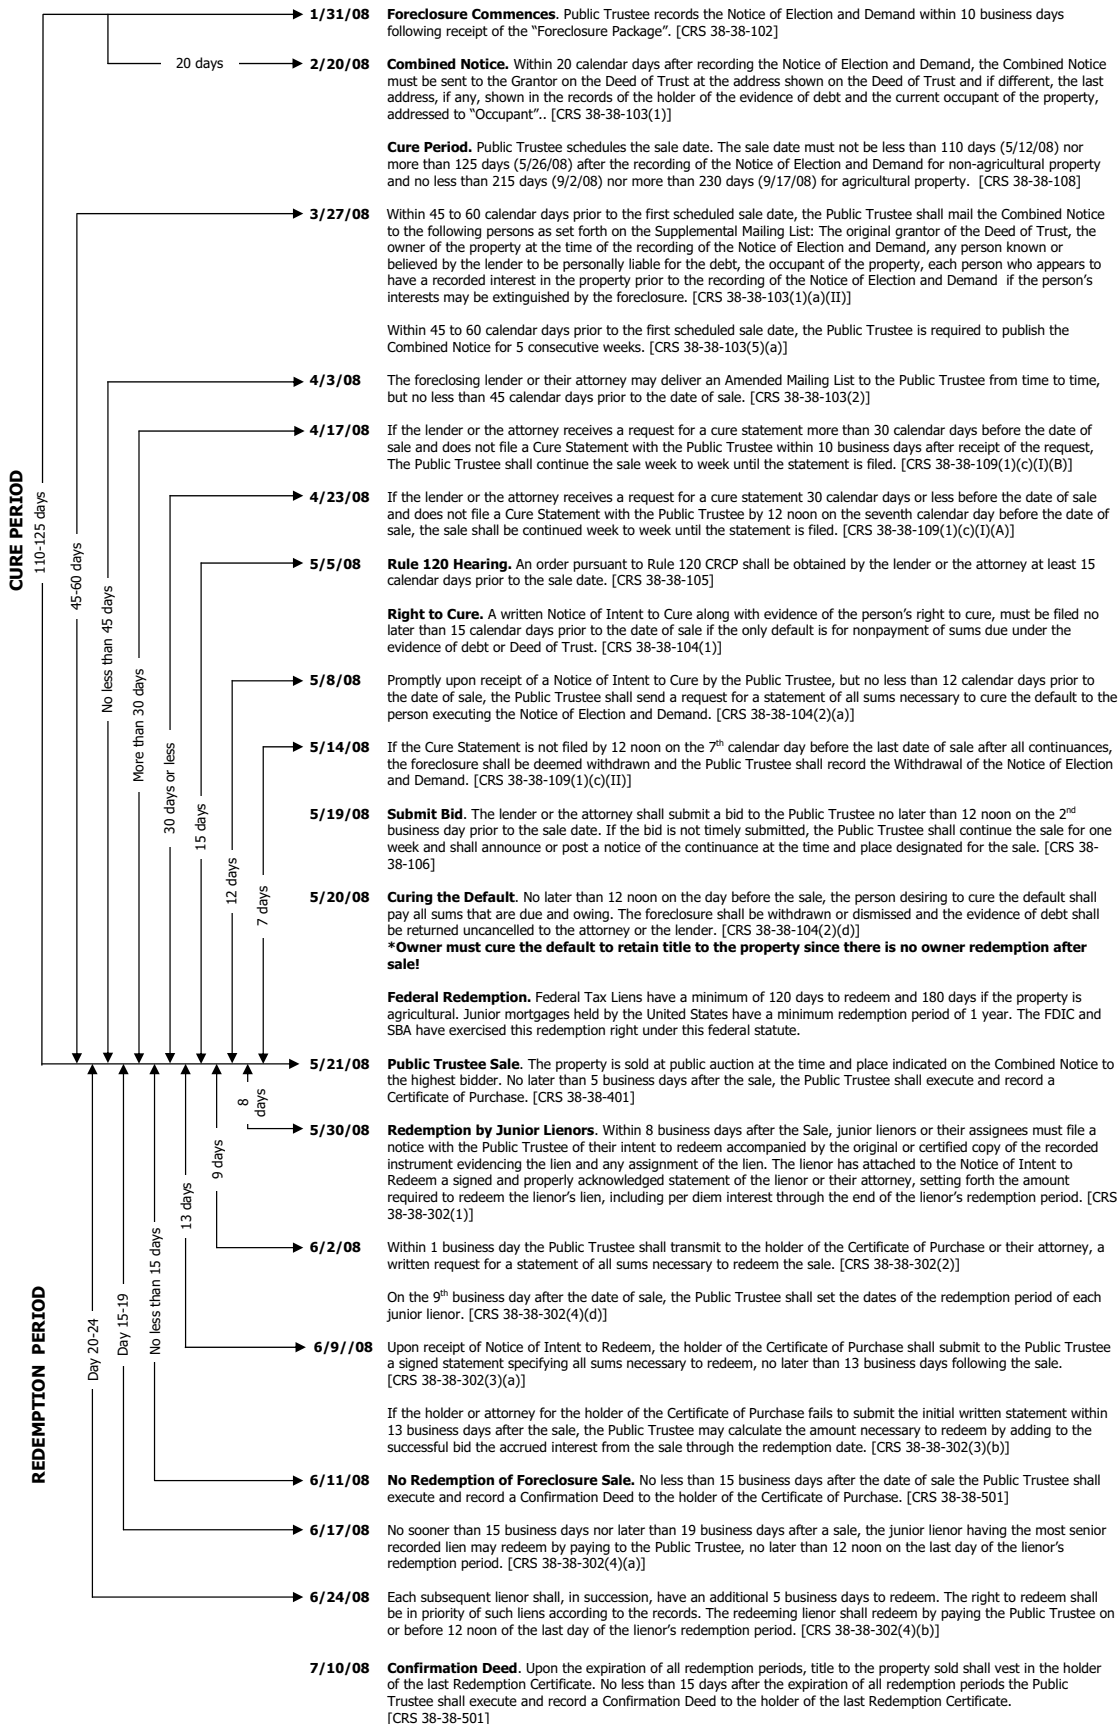 1/31/08 Foreclosure Commences. Public Trustee records the Notice of Election and Demand within 10 business days
following receipt of the “Foreclosure Package”. [CRS 38-38-102]
20 days
2/20/08 Combined Notice. Within 20 calendar days after recording the Notice of Election and Demand, the Combined Notice
must be sent to the Grantor on the Deed of Trust at the address shown on the Deed of Trust and if different, the last
address, if any, shown in the records of the holder of the evidence of debt and the current occupant of the property,
addressed to “Occupant”.. [CRS 38-38-103(1)]
Cure Period. Public Trustee schedules the sale date. The sale date must not be less than 110 days (5/12/08) nor
more than 125 days (5/26/08) after the recording of the Notice of Election and Demand for non-agricultural property
and no less than 215 days (9/2/08) nor more than 230 days (9/17/08) for agricultural property. [CRS 38-38-108]
3/27/08 Within 45 to 60 calendar days prior to the first scheduled sale date, the Public Trustee shall mail the Combined Notice
to the following persons as set forth on the Supplemental Mailing List: The original grantor of the Deed of Trust, the
owner of the property at the time of the recording of the Notice of Election and Demand, any person known or
believed by the lender to be personally liable for the debt, the occupant of the property, each person who appears to
have a recorded interest in the property prior to the recording of the Notice of Election and Demand if the person’s
interests may be extinguished by the foreclosure. [CRS 38-38-103(1)(a)(II)]
Within 45 to 60 calendar days prior to the first scheduled sale date, the Public Trustee is required to publish the
Combined Notice for 5 consecutive weeks. [CRS 38-38-103(5)(a)]
4/3/08 The foreclosing lender or their attorney may deliver an Amended Mailing List to the Public Trustee from time to time,
but no less than 45 calendar days prior to the date of sale. [CRS 38-38-103(2)]
4/17/08 If the lender or the attorney receives a request for a cure statement more than 30 calendar days before the date of
sale and does not file a Cure Statement with the Public Trustee within 10 business days after receipt of the request,
The Public Trustee shall continue the sale week to week until the statement is filed. [CRS 38-38-109(1)(c)(I)(B)]
4/23/08 If the lender or the attorney receives a request for a cure statement 30 calendar days or less before the date of sale
and does not file a Cure Statement with the Public Trustee by 12 noon on the seventh calendar day before the date of
sale, the sale shall be continued week to week until the statement is filed. [CRS 38-38-109(1)(c)(I)(A)]
5/5/08 Rule 120 Hearing. An order pursuant to Rule 120 CRCP shall be obtained by the lender or the attorney at least 15
calendar days prior to the sale date. [CRS 38-38-105]
Right to Cure. A written Notice of Intent to Cure along with evidence of the person’s right to cure, must be filed no
later than 15 calendar days prior to the date of sale if the only default is for nonpayment of sums due under the
evidence of debt or Deed of Trust. [CRS 38-38-104(1)]
5/8/08 Promptly upon receipt of a Notice of Intent to Cure by the Public Trustee, but no less than 12 calendar days prior to
the date of sale, the Public Trustee shall send a request for a statement of all sums necessary to cure the default to the
person executing the Notice of Election and Demand. [CRS 38-38-104(2)(a)]
5/14/08 If the Cure Statement is not filed by 12 noon on the 7th calendar day before the last date of sale after all continuances,
the foreclosure shall be deemed withdrawn and the Public Trustee shall record the Withdrawal of the Notice of Election
and Demand. [CRS 38-38-109(1)(c)(II)]
5/19/08 Submit Bid. The lender or the attorney shall submit a bid to the Public Trustee no later than 12 noon on the 2nd
business day prior to the sale date. If the bid is not timely submitted, the Public Trustee shall continue the sale for one
week and shall announce or post a notice of the continuance at the time and place designated for the sale. [CRS 38-
38-106]
5/20/08 Curing the Default. No later than 12 noon on the day before the sale, the person desiring to cure the default shall
pay all sums that are due and owing. The foreclosure shall be withdrawn or dismissed and the evidence of debt shall
be returned uncancelled to the attorney or the lender. [CRS 38-38-104(2)(d)]
*Owner must cure the default to retain title to the property since there is no owner redemption after
sale!
Federal Redemption. Federal Tax Liens have a minimum of 120 days to redeem and 180 days if the property is
agricultural. Junior mortgages held by the United States have a minimum redemption period of 1 year. The FDIC and
SBA have exercised this redemption right under this federal statute.
5/21/08 Public Trustee Sale. The property is sold at public auction at the time and place indicated on the Combined Notice to
the highest bidder. No later than 5 business days after the sale, the Public Trustee shall execute and record a
Certificate of Purchase. [CRS 38-38-401]
5/30/08 Redemption by Junior Lienors. Within 8 business days after the Sale, junior lienors or their assignees must file a
notice with the Public Trustee of their intent to redeem accompanied by the original or certified copy of the recorded
instrument evidencing the lien and any assignment of the lien. The lienor has attached to the Notice of Intent to
Redeem a signed and properly acknowledged statement of the lienor or their attorney, setting forth the amount
required to redeem the lienor’s lien, including per diem interest through the end of the lienor’s redemption period. [CRS
38-38-302(1)]
6/2/08 Within 1 business day the Public Trustee shall transmit to the holder of the Certificate of Purchase or their attorney, a
written request for a statement of all sums necessary to redeem the sale. [CRS 38-38-302(2)]
On the 9th business day after the date of sale, the Public Trustee shall set the dates of the redemption period of each
junior lienor. [CRS 38-38-302(4)(d)]
6/9//08 Upon receipt of Notice of Intent to Redeem, the holder of the Certificate of Purchase shall submit to the Public Trustee
a signed statement specifying all sums necessary to redeem, no later than 13 business days following the sale.
[CRS 38-38-302(3)(a)]
If the holder or attorney for the holder of the Certificate of Purchase fails to submit the initial written statement within
13 business days after the sale, the Public Trustee may calculate the amount necessary to redeem by adding to the
successful bid the accrued interest from the sale through the redemption date. [CRS 38-38-302(3)(b)]
6/11/08 No Redemption of Foreclosure Sale. No less than 15 business days after the date of sale the Public Trustee shall
execute and record a Confirmation Deed to the holder of the Certificate of Purchase. [CRS 38-38-501]
6/17/08 No sooner than 15 business days nor later than 19 business days after a sale, the junior lienor having the most senior
recorded lien may redeem by paying to the Public Trustee, no later than 12 noon on the last day of the lienor’s
redemption period. [CRS 38-38-302(4)(a)]
6/24/08 Each subsequent lienor shall, in succession, have an additional 5 business days to redeem. The right to redeem shall
be in priority of such liens according to the records. The redeeming lienor shall redeem by paying the Public Trustee on
or before 12 noon of the last day of the lienor’s redemption period. [CRS 38-38-302(4)(b)]
7/10/08 Confirmation Deed. Upon the expiration of all redemption periods, title to the property sold shall vest in the holder
of the last Redemption Certificate. No less than 15 days after the expiration of all redemption periods the Public
Trustee shall execute and record a Confirmation Deed to the holder of the last Redemption Certificate.
[CRS 38-38-501]
CURE PERIOD
110-125 days
45-60 days
No less than 45 days
More than 30 days
30 days or less
15 days
12 days
7 days
REDEMPTION PERIOD
Day 20-24
Day 15-19
No less than 15 days
13 days
9 days
8
days